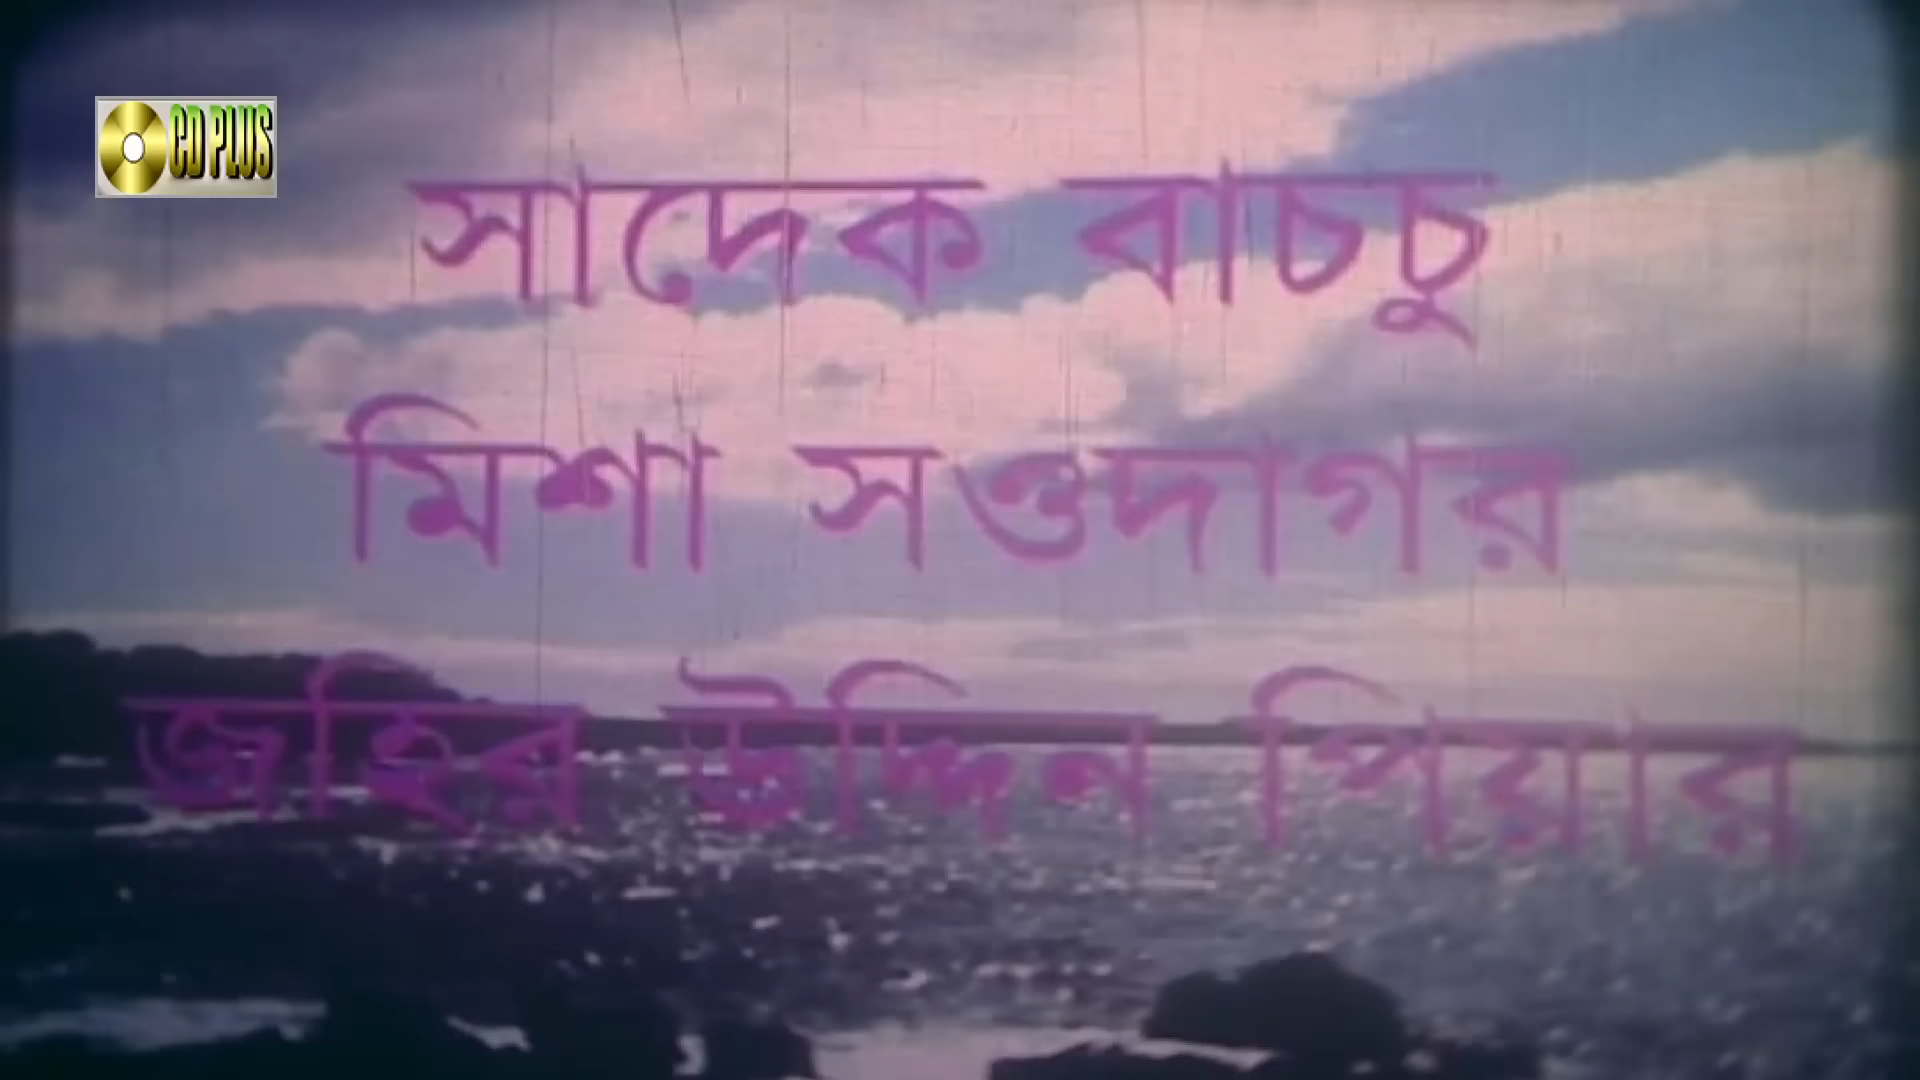 CD PLUS
সাদেক বাচচু
মিশা সওদাগর
জহির উদ্দিন পিয়ার